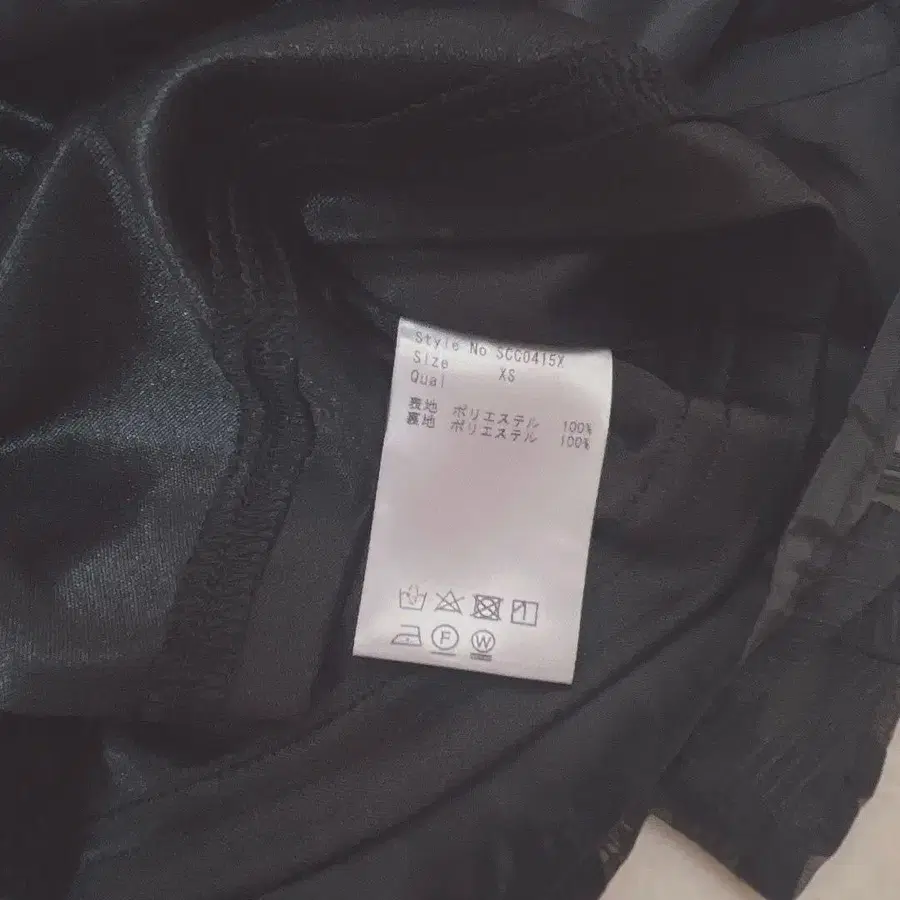 Style No SCC0415X
Size XS
Qual
表地 ポリエステル 100%
裏地 ポリエステル 100%
F
W